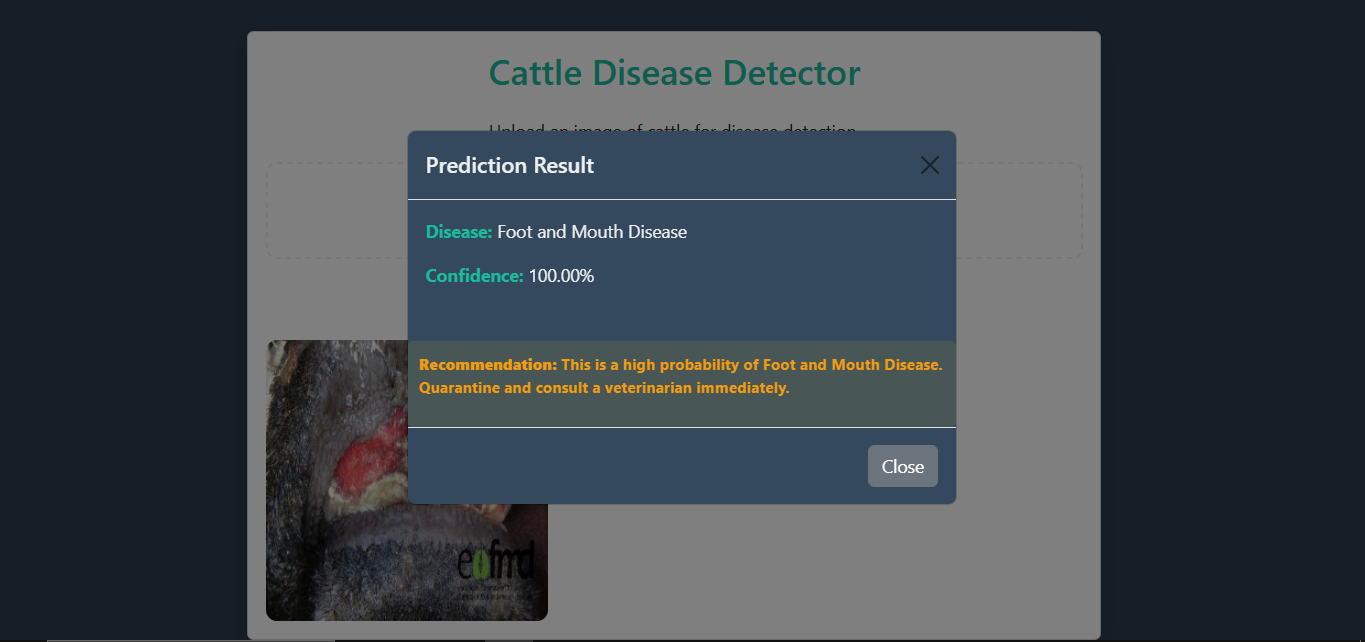 Cattle Disease Detector
Upload an image of cattle for disease detection
Prediction Result
Disease: Foot and Mouth Disease
Confidence: 100.00%
Recommendation: This is a high probability of Foot and Mouth Disease.
Quarantine and consult a veterinarian immediately.
Close
eofmd